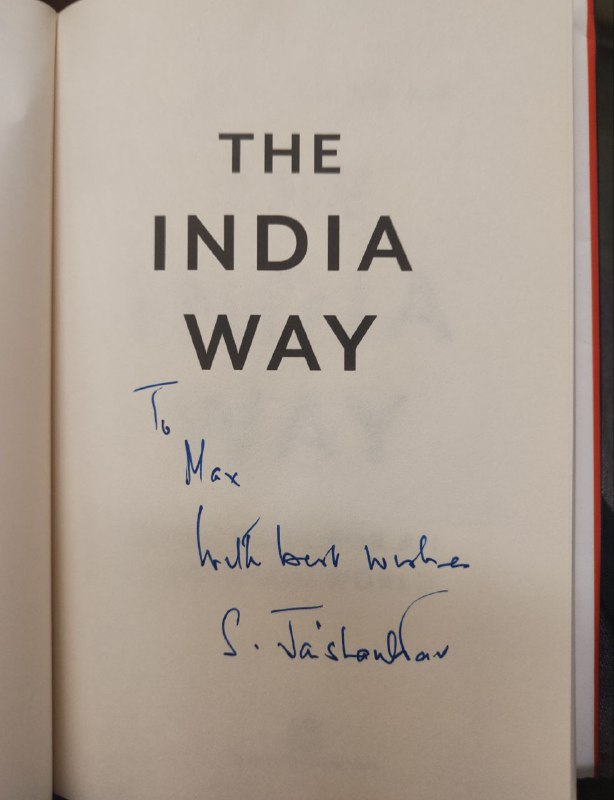 THE
INDIA
WAY
To
Max
With best wishes
S. Jaishankar